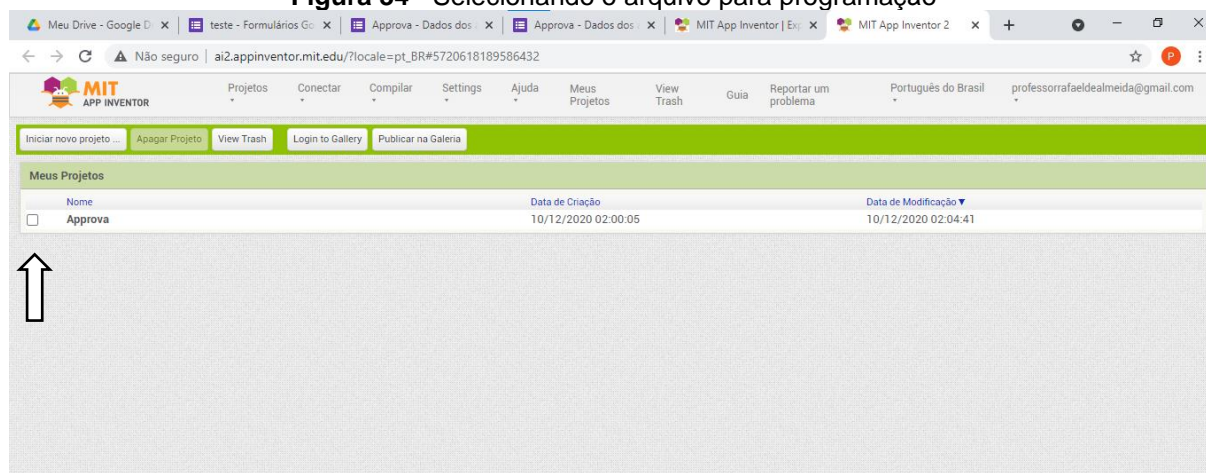 Figura 34 - Selecionando o arquivo para programação
Meu Drive - Google D teste - Formulários Go Approva - Dados dos Approva - Dados dos MIT App Inventor | Exp MIT App Inventor 2
Não seguro ai2.appinventor.mit.edu/?locale=pt_BR#5720618189586432 P
MIT APP INVENTOR
Projetos Conectar Compilar Settings Ajuda Meus Projetos View Trash Guia Reportar um problema Português do Brasil professorrafaeldealmeida@gmail.com
Iniciar novo projeto ... Apagar Projeto View Trash Login to Gallery Publicar na Galeria
Meus Projetos
Nome Data de Criação Data de Modificação▼
Approva 10/12/2020 02:00:05 10/12/2020 02:04:41